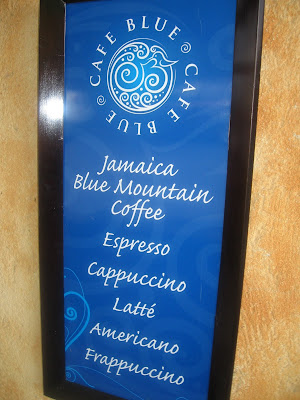 CAFE BLUE CAFE BLUE
Jamaica
Blue Mountain
Coffee
Espresso
Cappuccino
Latté
Americano
Frappuccino